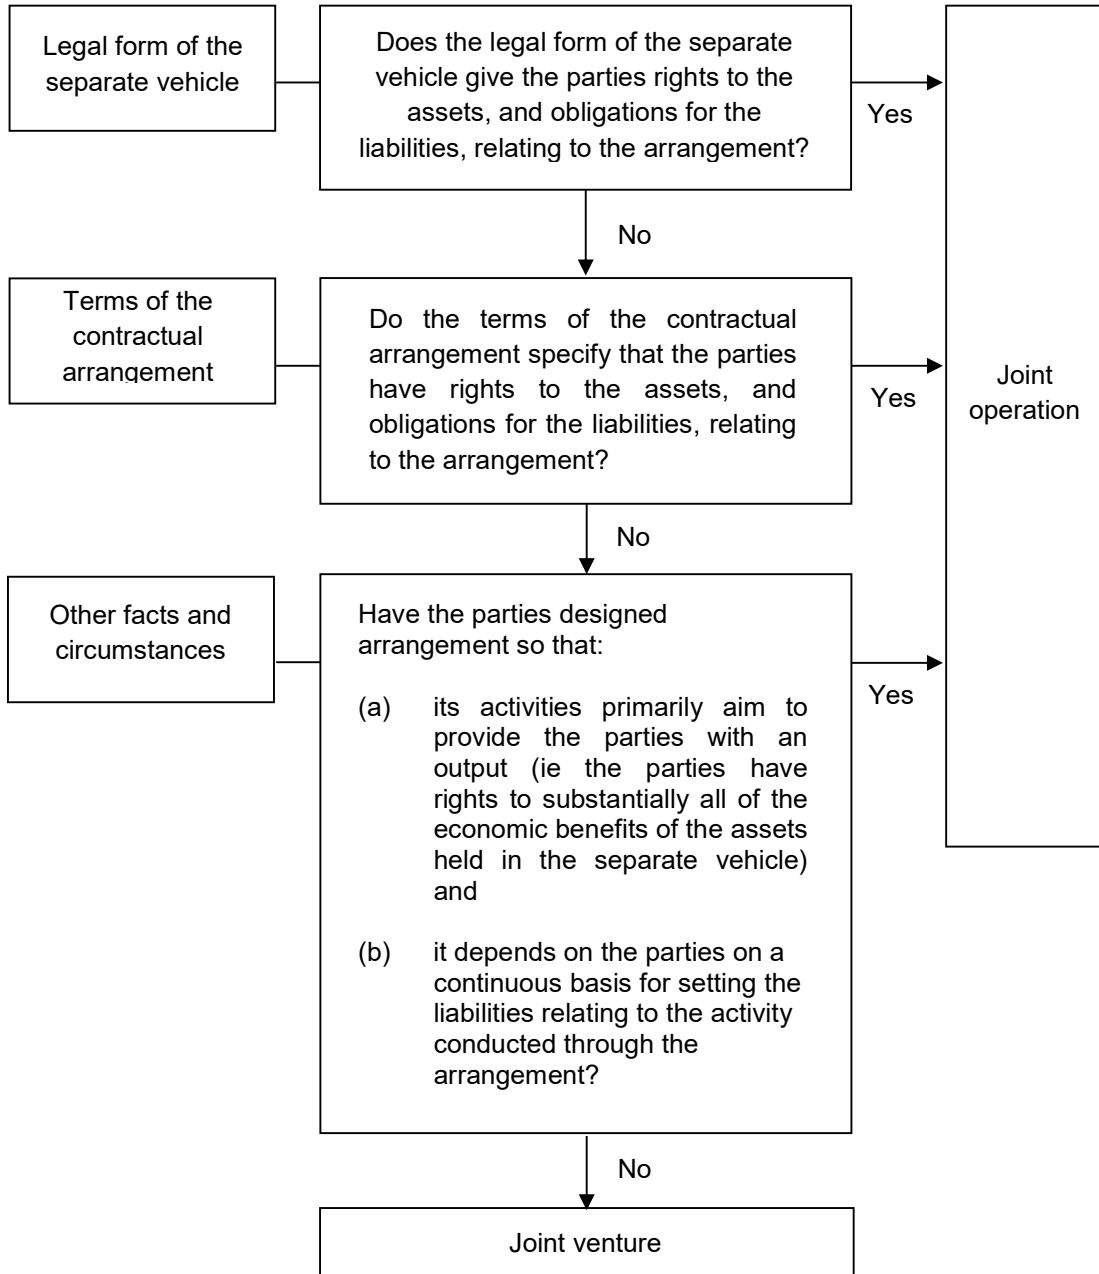 Legal form of the
separate vehicle
Does the legal form of the separate
vehicle give the parties rights to the
assets, and obligations for the
liabilities, relating to the arrangement?
Yes
No
Terms of the
contractual
arrangement
Do the terms of the contractual
arrangement specify that the parties
have rights to the assets, and
obligations for the liabilities, relating
to the arrangement?
Yes
Joint
operation
No
Other facts and
circumstances
Have the parties designed
arrangement so that:
(a) its activities primarily aim to
provide the parties with an
output (ie the parties have
rights to substantially all of the
economic benefits of the assets
held in the separate vehicle)
and
(b) it depends on the parties on a
continuous basis for setting the
liabilities relating to the activity
conducted through the
arrangement?
Yes
No
Joint venture